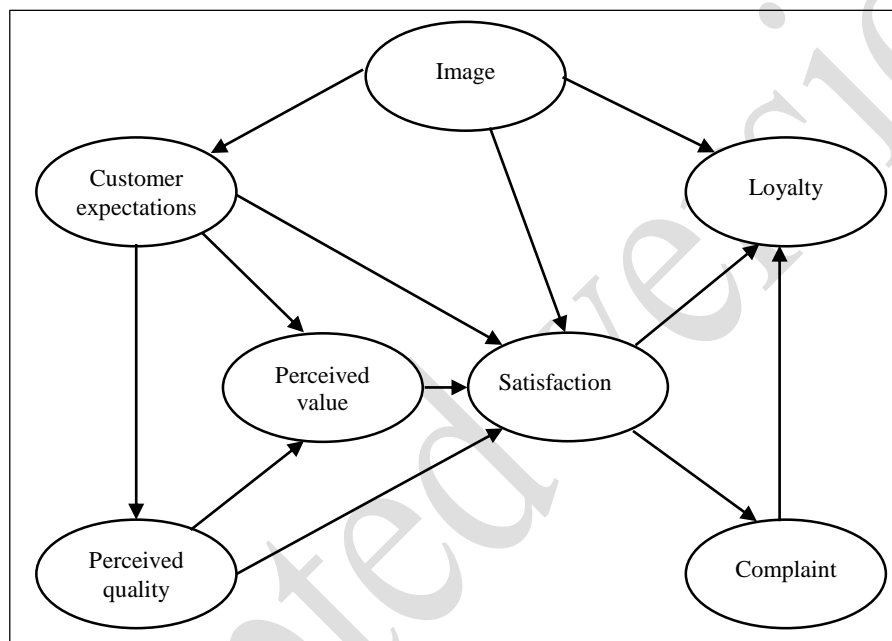 Image
Customer
expectations
Loyalty
Perceived
value
Satisfaction
Perceived
quality
Complaint